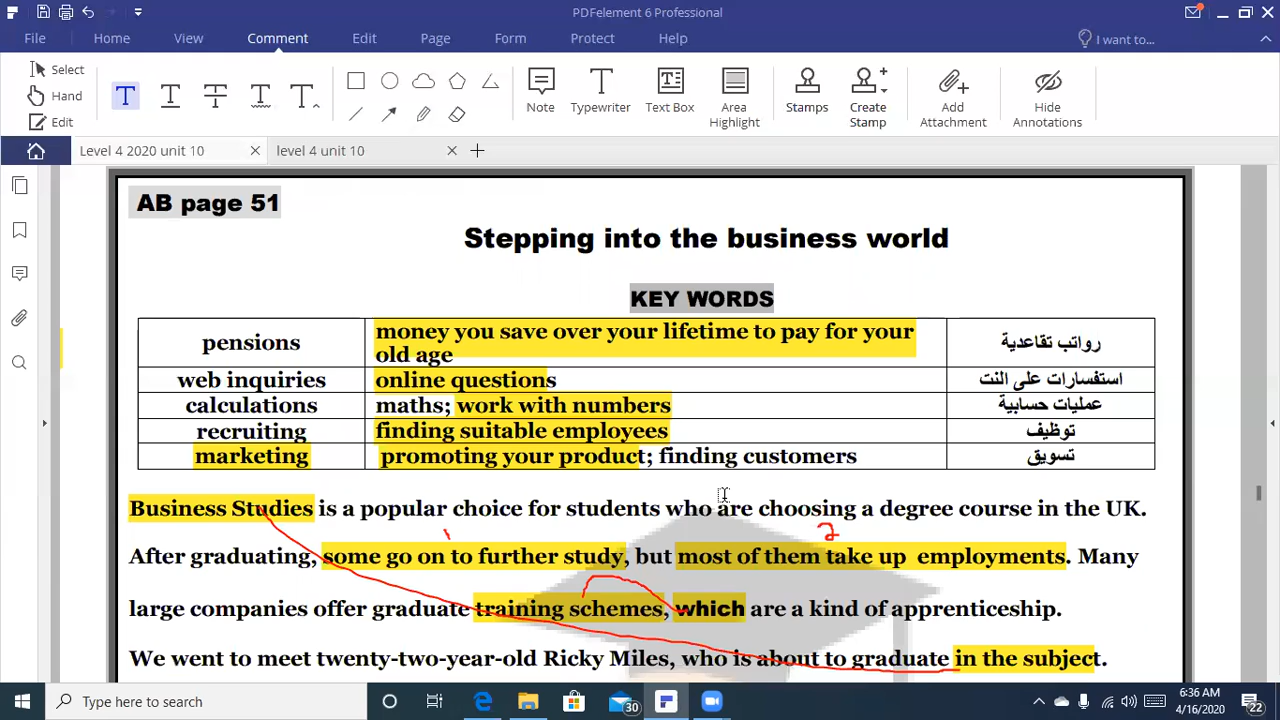 PDFelement 6 Professional
File Home View Comment Edit Page Form Protect Help I want to...
Select
Hand
Edit
Note Typewriter Text Box Area Highlight Stamps Create Stamp Add Attachment Hide Annotations
Level 4 2020 unit 10 level 4 unit 10
AB page 51
Stepping into the business world
KEY WORDS
pensions money you save over your lifetime to pay for your old age رواتب تقاعدية
web inquiries online questions استفسارات على النت
calculations maths; work with numbers عمليات حسابية
recruiting finding suitable employees توظيف
marketing promoting your product; finding customers تسويق
Business Studies is a popular choice for students who are choosing a degree course in the UK.
1 2
After graduating, some go on to further study, but most of them take up employments. Many
large companies offer graduate training schemes, which are a kind of apprenticeship.
We went to meet twenty-two-year-old Ricky Miles, who is about to graduate in the subject.
Type here to search
30
6:36 AM
4/16/2020
22